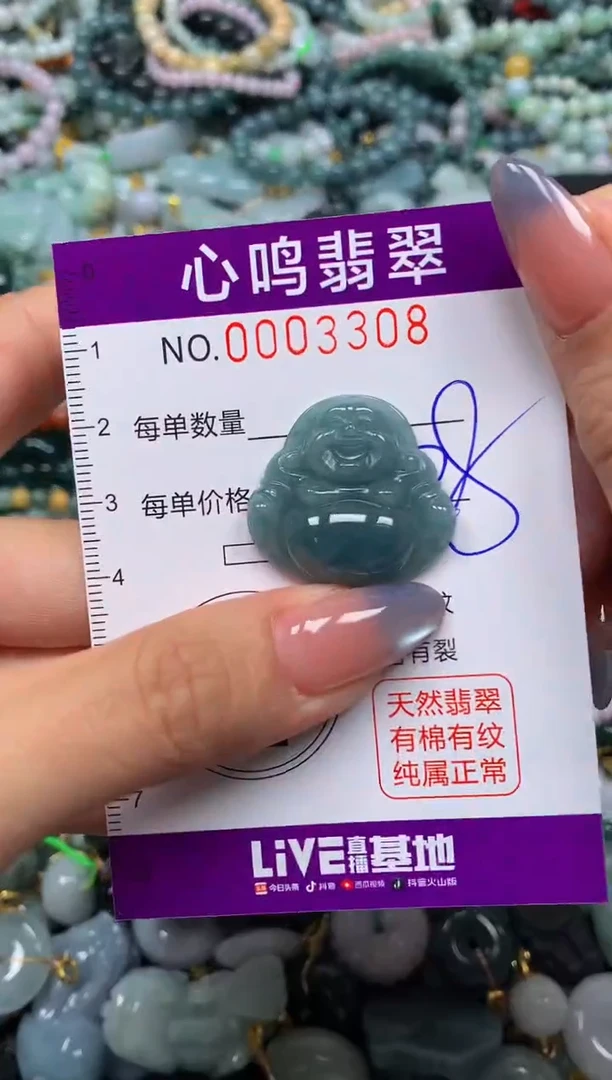 心鸣翡翠
NO.0003308
0
1
2
每单数量
3
每单价格
4
有裂
天然翡翠
有棉有纹
纯属正常
7
LiVE直播基地
今日头条 抖音 西瓜视频 抖音火山版